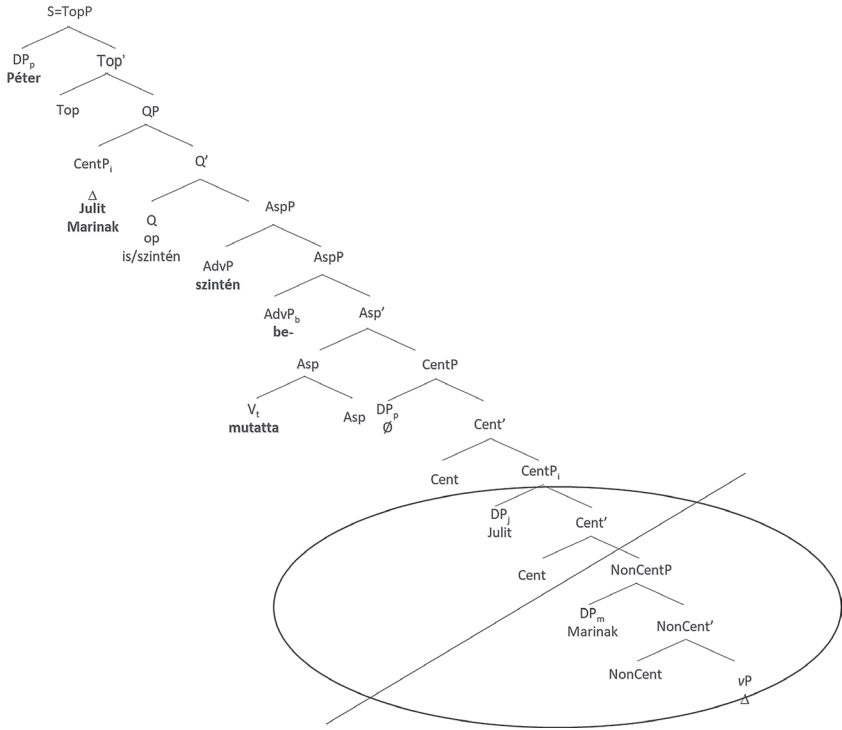 S=TopP
DPp Top'
Péter
Top QP
CentPi Q'
Δ
Julit
Marinak
Q AspP
op
is/szintén
AdvP AspP
szintén
AdvPb Asp'
be-
Asp CentP
Vt Asp DPp Cent'
mutatta Ø
Cent CentPi
DPj Cent'
Julit
Cent NonCentP
DPm NonCent'
Marinak
NonCent vP
Δ